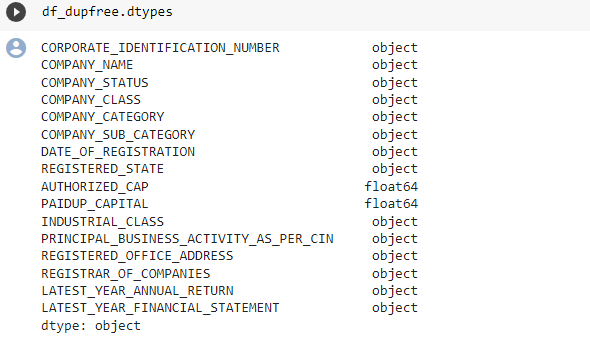 df_dupfree.dtypes
CORPORATE_IDENTIFICATION_NUMBER object
COMPANY_NAME object
COMPANY_STATUS object
COMPANY_CLASS object
COMPANY_CATEGORY object
COMPANY_SUB_CATEGORY object
DATE_OF_REGISTRATION object
REGISTERED_STATE object
AUTHORIZED_CAP float64
PAIDUP_CAPITAL float64
INDUSTRIAL_CLASS object
PRINCIPAL_BUSINESS_ACTIVITY_AS_PER_CIN object
REGISTERED_OFFICE_ADDRESS object
REGISTRAR_OF_COMPANIES object
LATEST_YEAR_ANNUAL_RETURN object
LATEST_YEAR_FINANCIAL_STATEMENT object
dtype: object